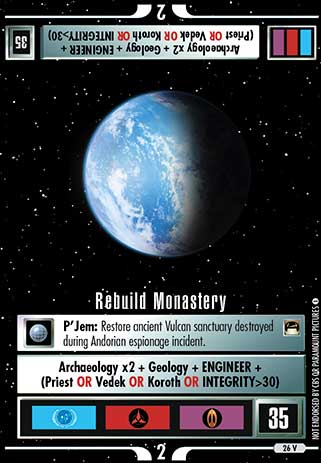 2
Archaeology x2 + Geology + ENGINEER +
(Priest OR Vedek OR Koroth OR INTEGRITY>30)
35
Rebuild Monastery
P'Jem: Restore ancient Vulcan sanctuary destroyed
during Andorian espionage incident.
Archaeology x2 + Geology + ENGINEER +
(Priest OR Vedek OR Koroth OR INTEGRITY>30)
35
26 V
2
NOT ENDORSED BY CBS OR PARAMOUNT PICTURES